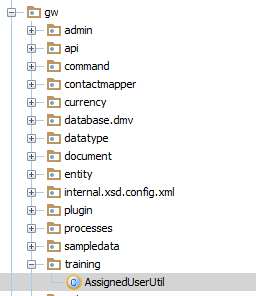 gw
admin
api
command
contactmapper
currency
database.dmv
datatype
document
entity
internal.xsd.config.xml
plugin
processes
sampledata
training
AssignedUserUtil